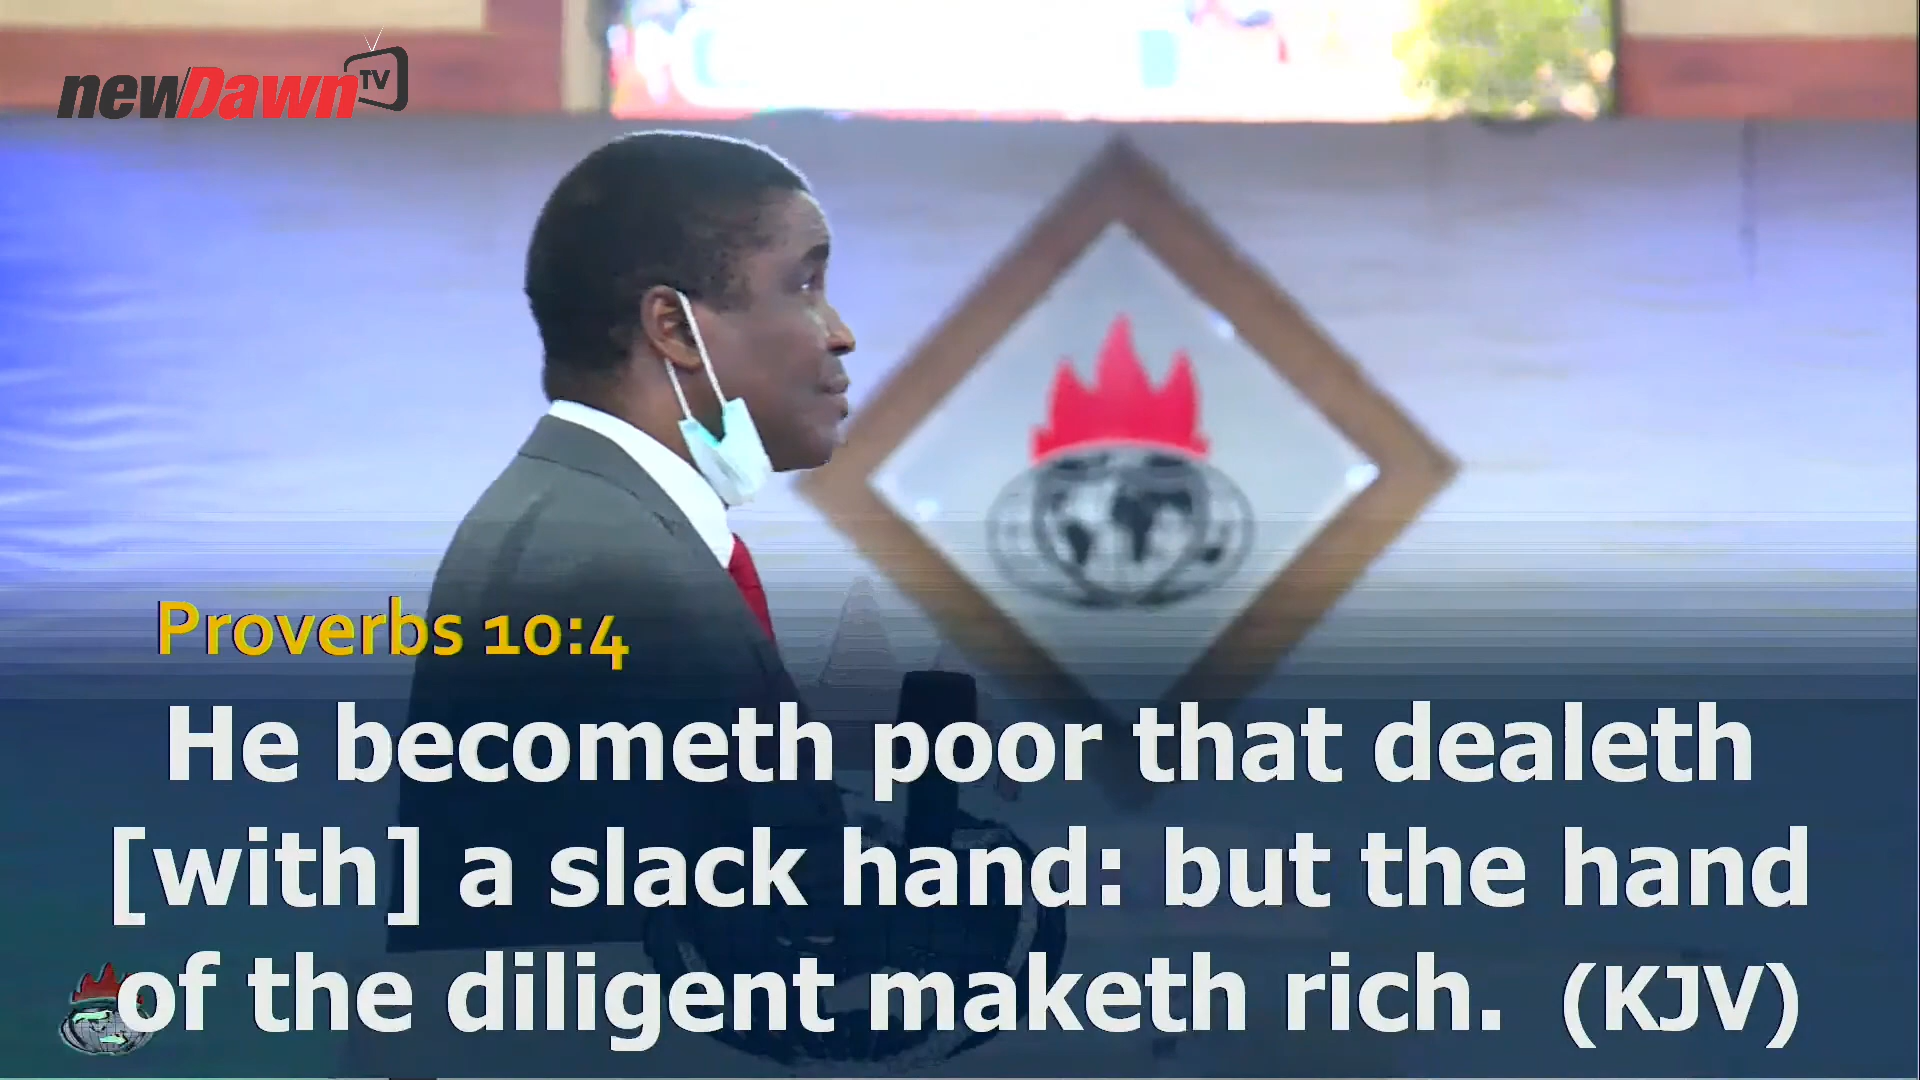 newDawn TV
Proverbs 10:4
He becometh poor that dealeth
[with] a slack hand: but the hand
of the diligent maketh rich. (KJV)